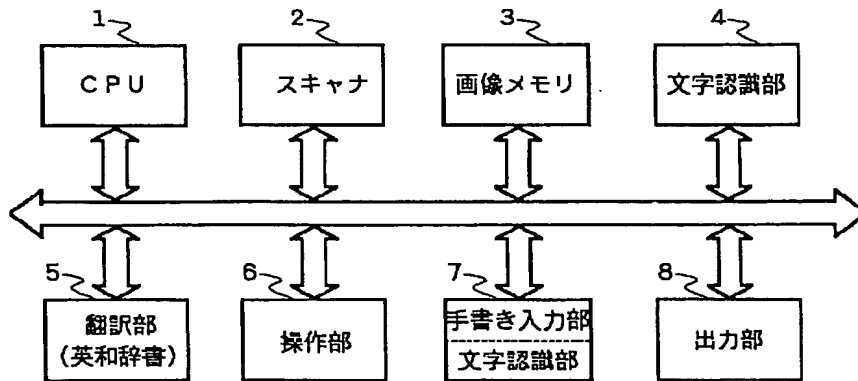 1 2 3 4
ＣＰＵ スキャナ 画像メモリ 文字認識部
5 6 7 8
翻訳部 操作部 手書き入力部 出力部
(英和辞書) 文字認識部